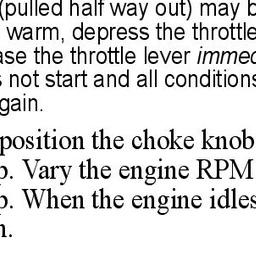 (pulled half way out) may b
warm, depress the throttle
ase the throttle lever immed
not start and all conditions
gain.
position the choke knob
p. Vary the engine RPM
p. When the engine idles
n.